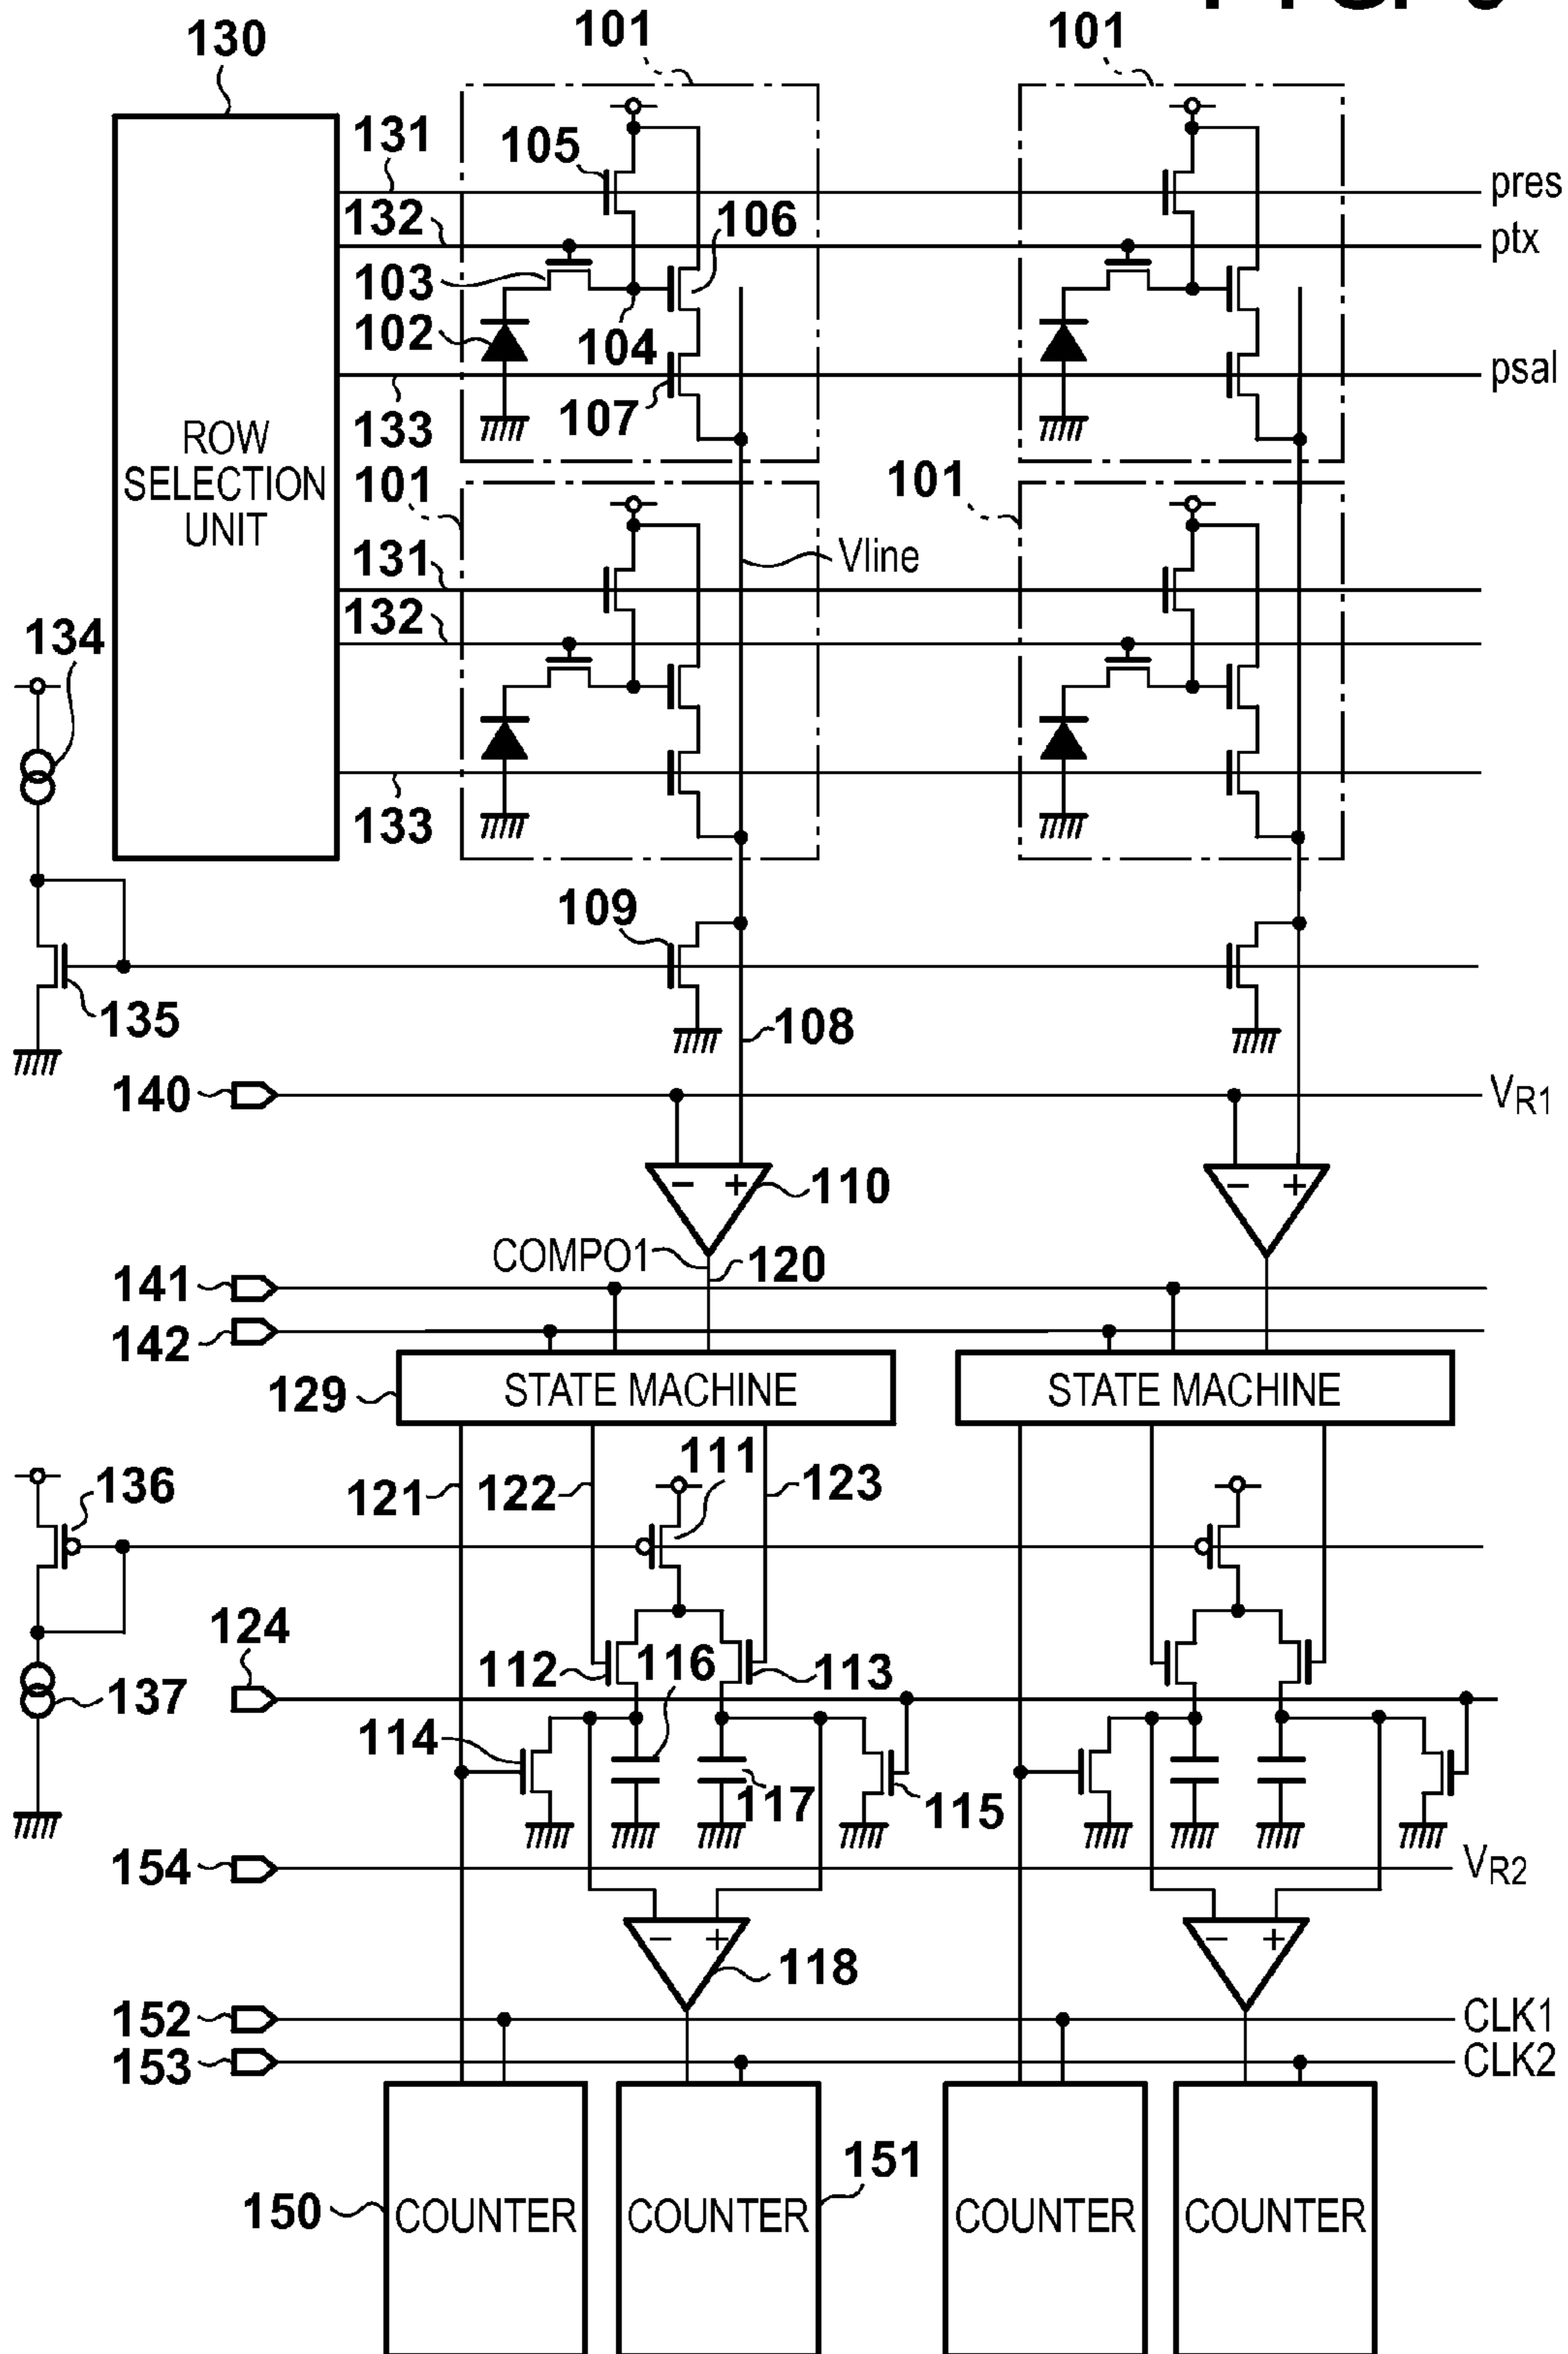 101
101
130
131
105
pres
132
106
ptx
103
102
104
psal
107
133
ROW
SELECTION
UNIT
101
101
131
Vline
132
134
133
109
135
108
140
VR1
- +
110
- +
COMPO1
120
141
142
129
STATE MACHINE
STATE MACHINE
111
136
121
122
123
124
112
116
113
137
114
117
115
154
VR2
- +
118
- +
152
CLK1
153
CLK2
151
150
COUNTER
COUNTER
COUNTER
COUNTER